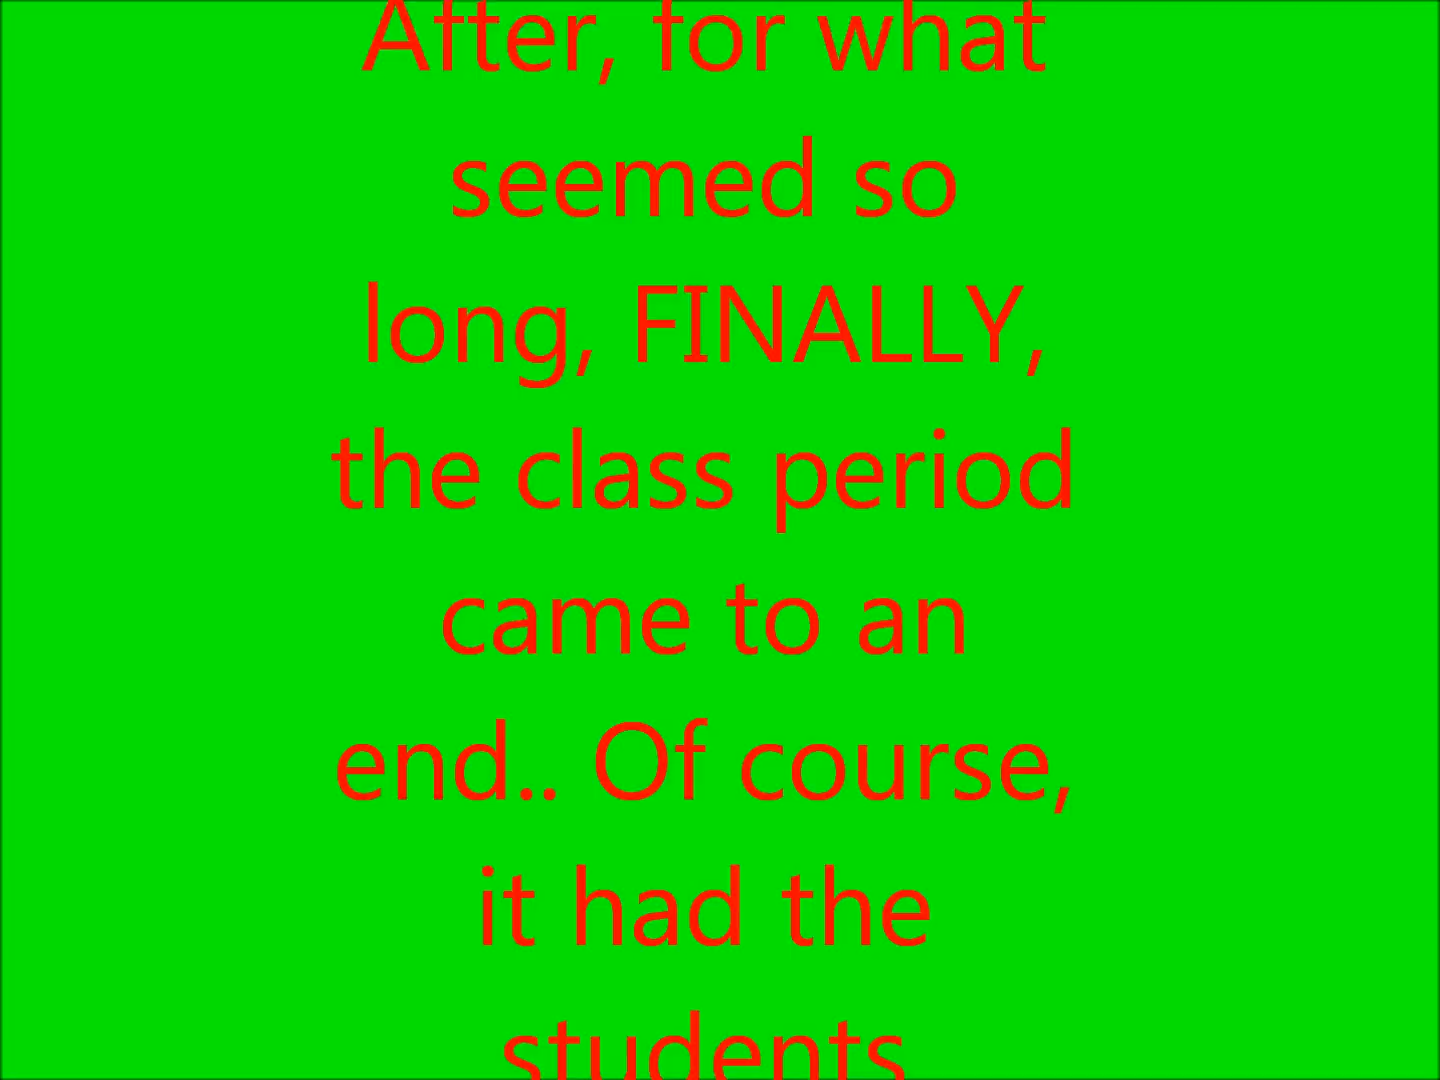 After, for what
seemed so
long, FINALLY,
the class period
came to an
end.. Of course,
it had the
students